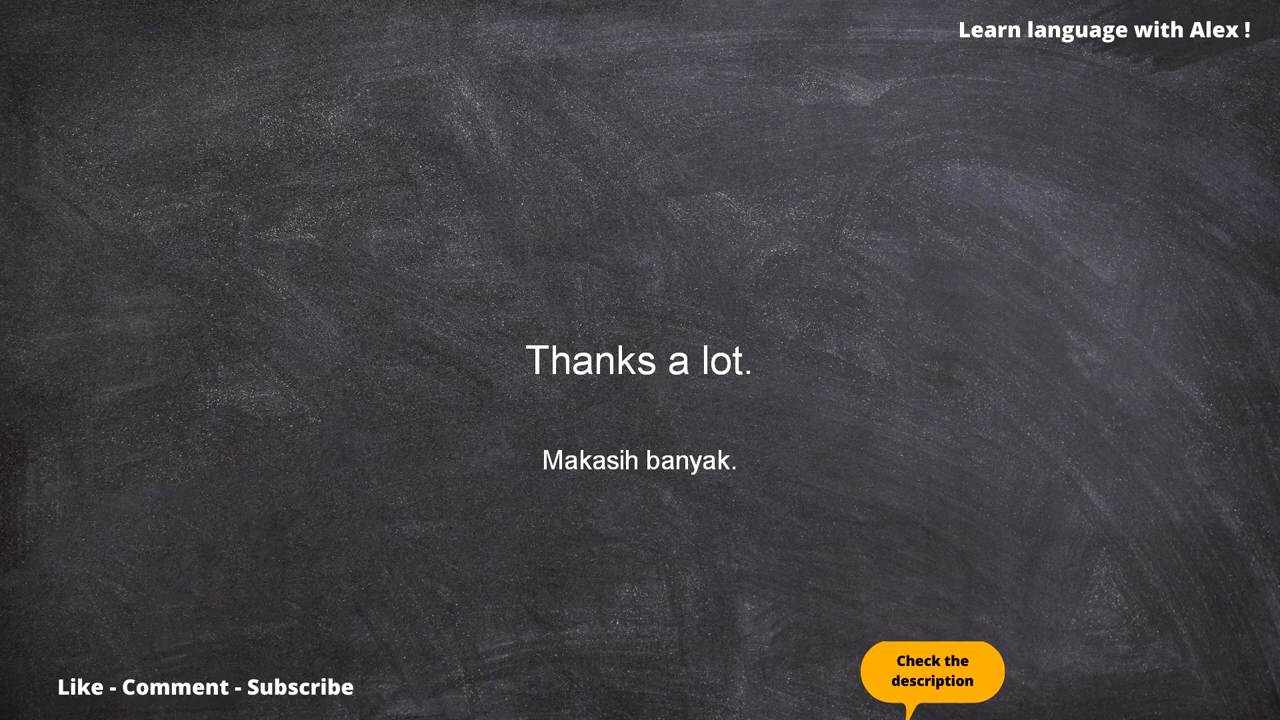 Learn language with Alex !
Thanks a lot.
Makasih banyak.
Like - Comment - Subscribe
Check the
description